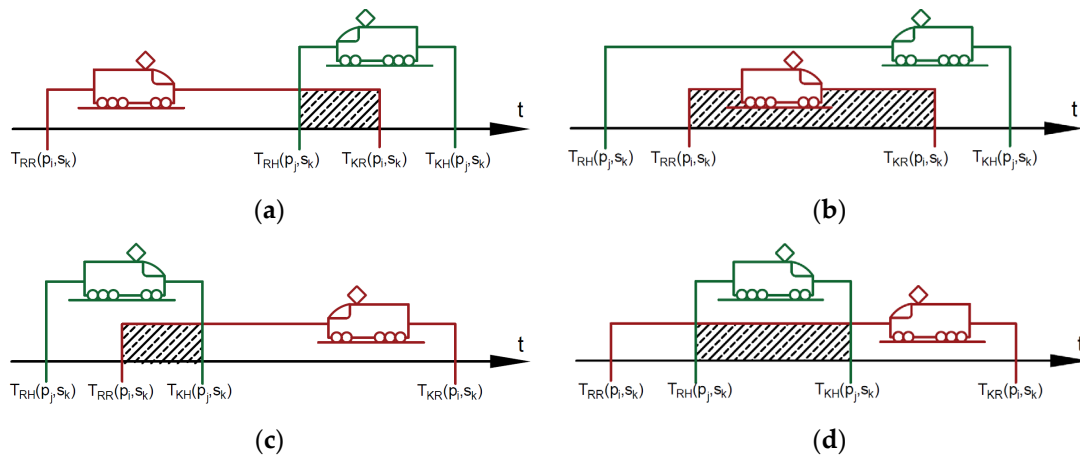 t
T_RR(p_i,s_k) T_RH(p_j,s_k) T_KR(p_i,s_k) T_KH(p_j,s_k)
(a)
t
T_RH(p_j,s_k) T_RR(p_i,s_k) T_KR(p_i,s_k) T_KH(p_j,s_k)
(b)
t
T_RH(p_j,s_k) T_RR(p_i,s_k) T_KH(p_j,s_k) T_KR(p_i,s_k)
(c)
t
T_RR(p_i,s_k) T_RH(p_j,s_k) T_KH(p_j,s_k) T_KR(p_i,s_k)
(d)